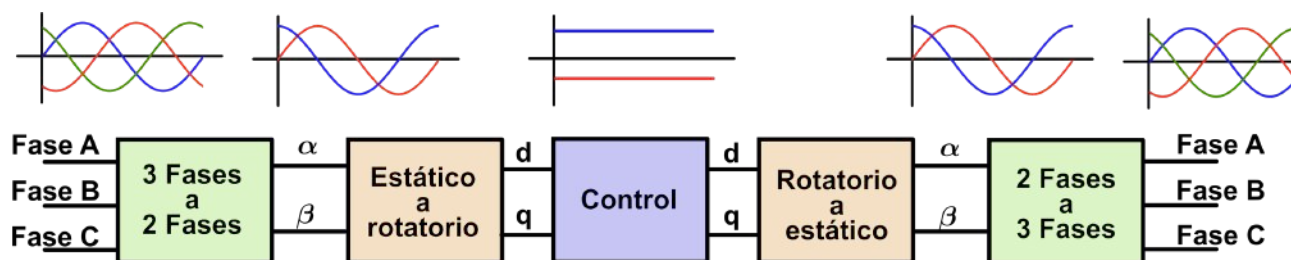 Fase A
Fase B
Fase C
3 Fases
a
2 Fases
α
β
Estático
a
rotatorio
d
q
Control
d
q
Rotatorio
a
estático
α
β
2 Fases
a
3 Fases
Fase A
Fase B
Fase C